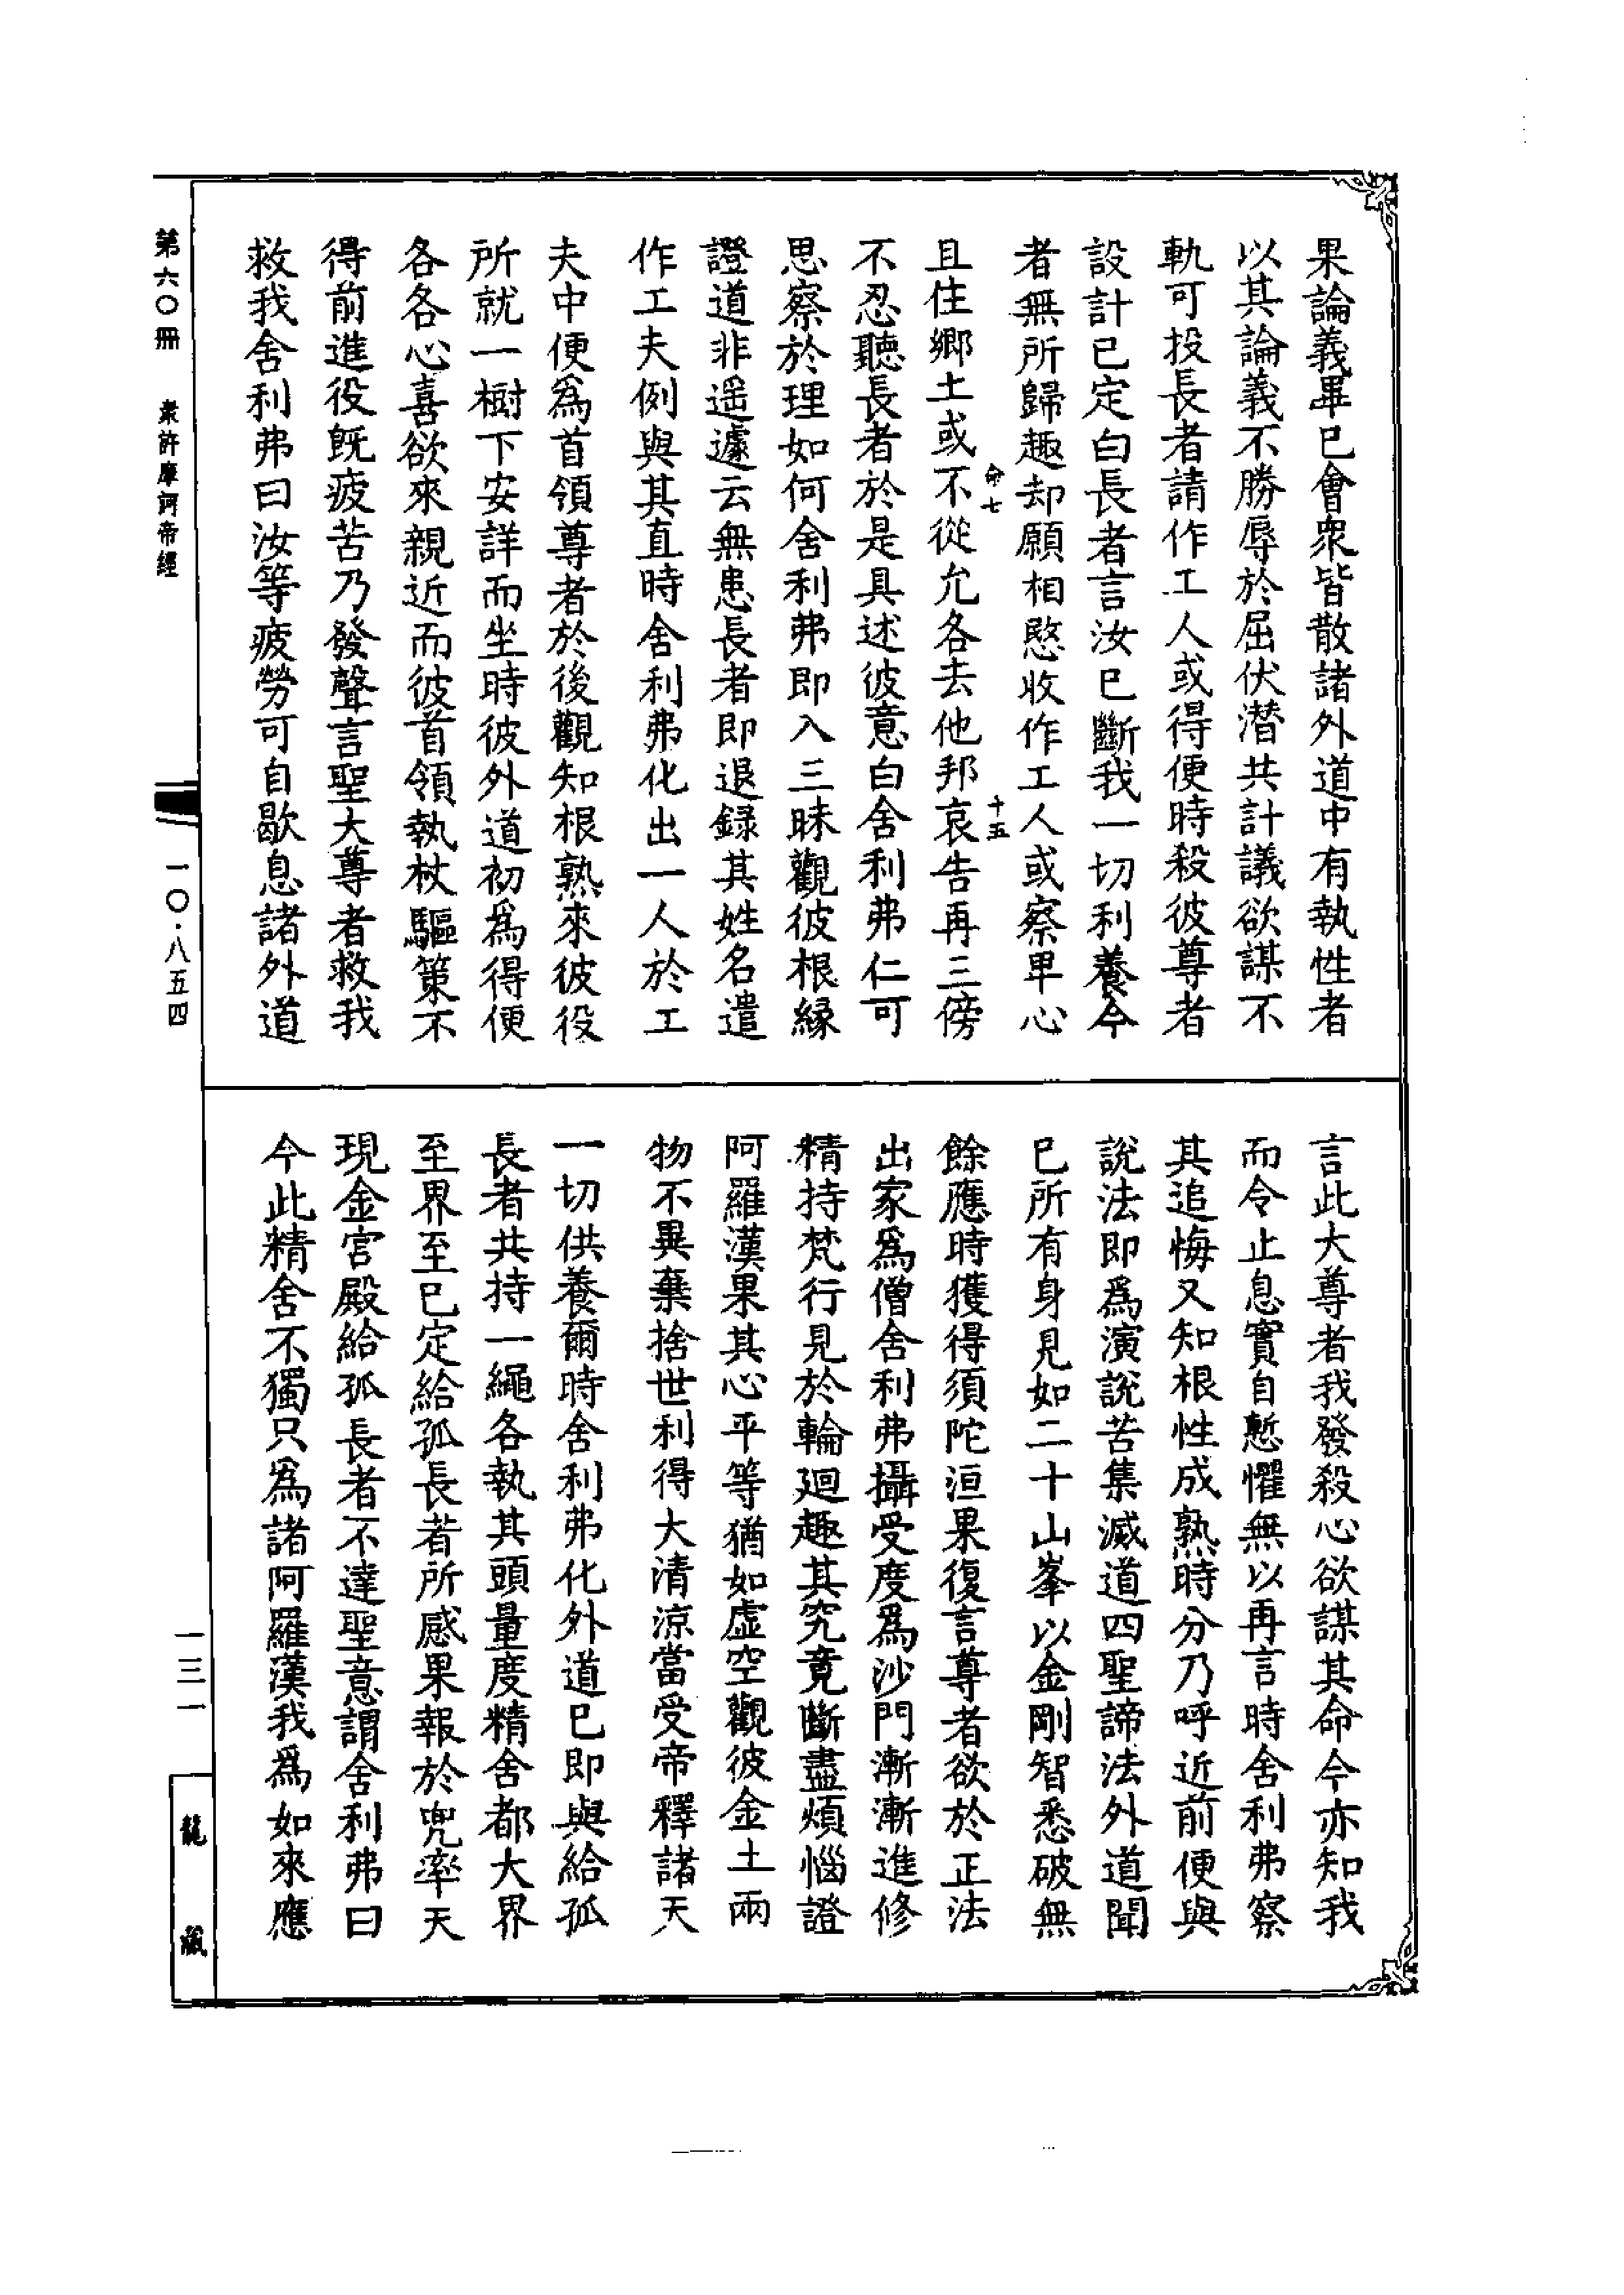 果論義畢已會衆皆散諸外道中有執性者
以其論義不勝辱於屈伏潜共計議欲謀不
軌可投長者請作工人或得便時殺彼尊者
設計已定白長者言汝已斷我一切利養今
者無所歸趣却願相愍收作工人或察卑心
命七
十五
且住鄉土或不從允各去他邦哀告再三傍
不忍聽長者於是具述彼意白舍利弗仁可
思察於理如何舍利弗即入三昧觀彼根緣
證道非遥遽云無患長者即退録其姓名遣
作工夫例與其直時舍利弗化出一人於工
夫中便爲首領尊者於後觀知根熟來彼役
所就一樹下安詳而坐時彼外道初爲得便
各各心喜欲來親近而彼首領執杖驅策不
得前進役旣疲苦乃發聲言聖大尊者救我
救我舍利弗曰汝等疲勞可自歇息諸外道
言此大尊者我發殺心欲謀其命今亦知我
而令止息實自慙懼無以再言時舍利弗察
其追悔又知根性成熟時分乃呼近前便與
說法即爲演說苦集滅道四聖諦法外道聞
已所有身見如二十山峯以金剛智悉破無
餘應時獲得須陀洹果復言尊者欲於正法
出家爲僧舍利弗攝受度爲沙門漸漸進修
精持梵行見於輪廻趣其究竟斷盡煩惱證
阿羅漢果其心平等猶如虛空觀彼金土兩
物不異棄捨世利得大清涼當受帝釋諸天
一切供養爾時舍利弗化外道已即與給孤
長者共持一繩各執其頭量度精舍都大界
至界至已定給孤長者所感果報於兜率天
現金宮殿給孤長者不達聖意謂舍利弗曰
今此精舍不獨只爲諸阿羅漢我爲如來應
第六〇冊 衆許摩訶帝經
一〇·八五四
一三一
龍藏